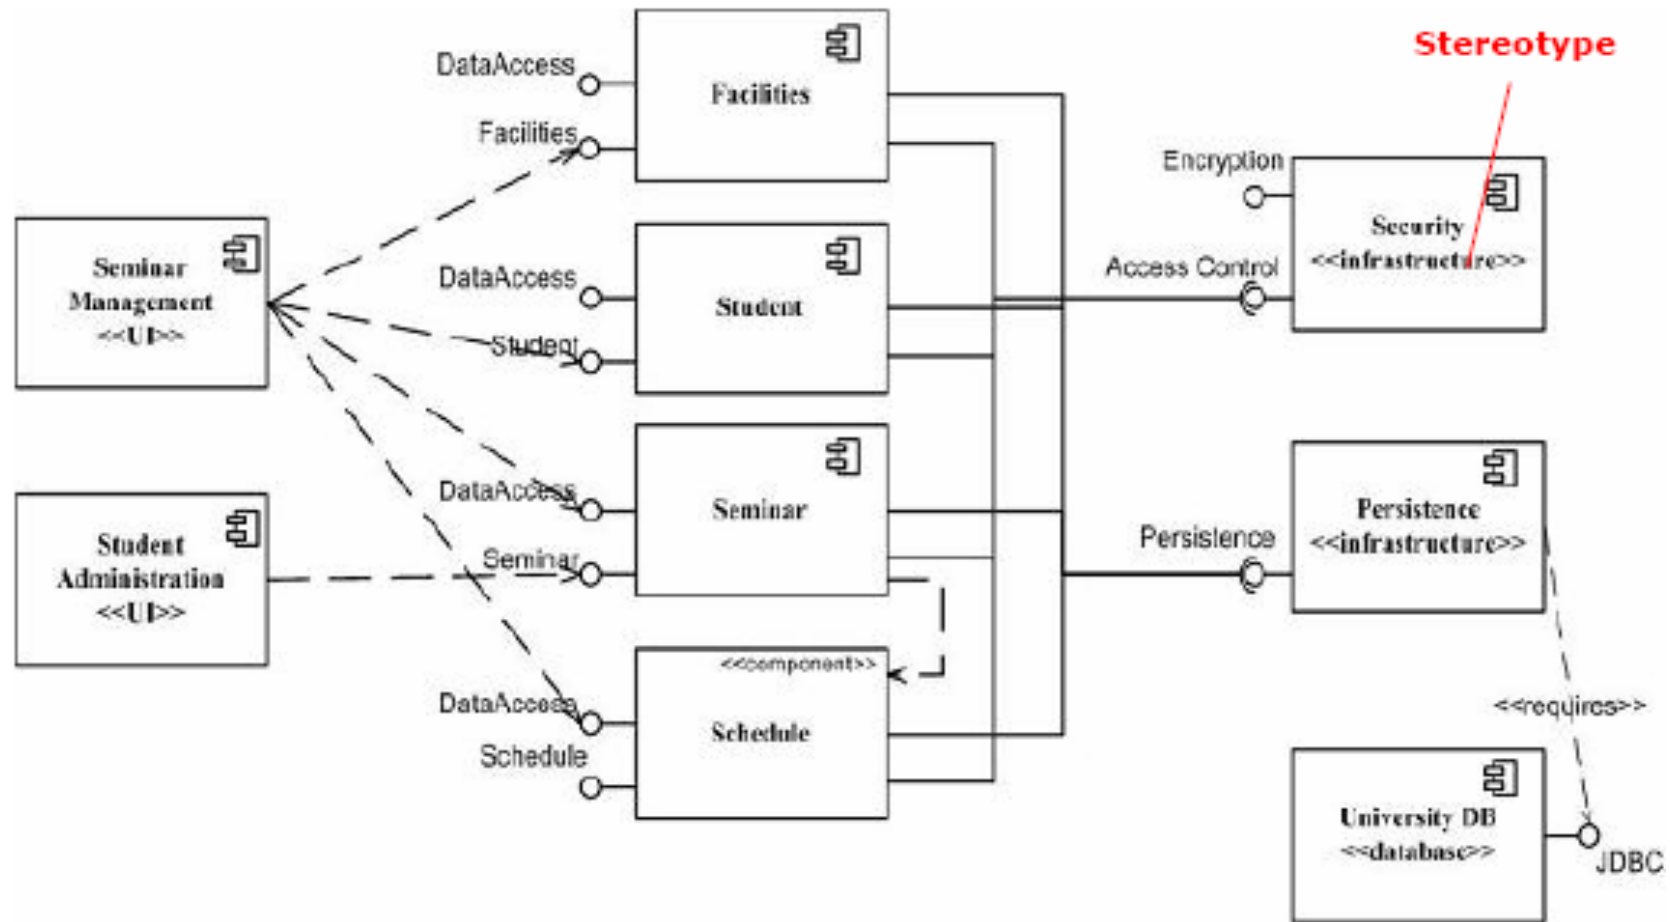 Stereotype
DataAccess
Facilities
Facilities
Encryption
Security
<<infrastructure>>
Access Control
Seminar
Management
<<UI>>
DataAccess
Student
Student
DataAccess
Seminar
Seminar
Persistence
Persistence
<<infrastructure>>
Student
Administration
<<UI>>
<<component>>
DataAccess
Schedule
Schedule
<<requires>>
University DB
<<database>>
JDBC